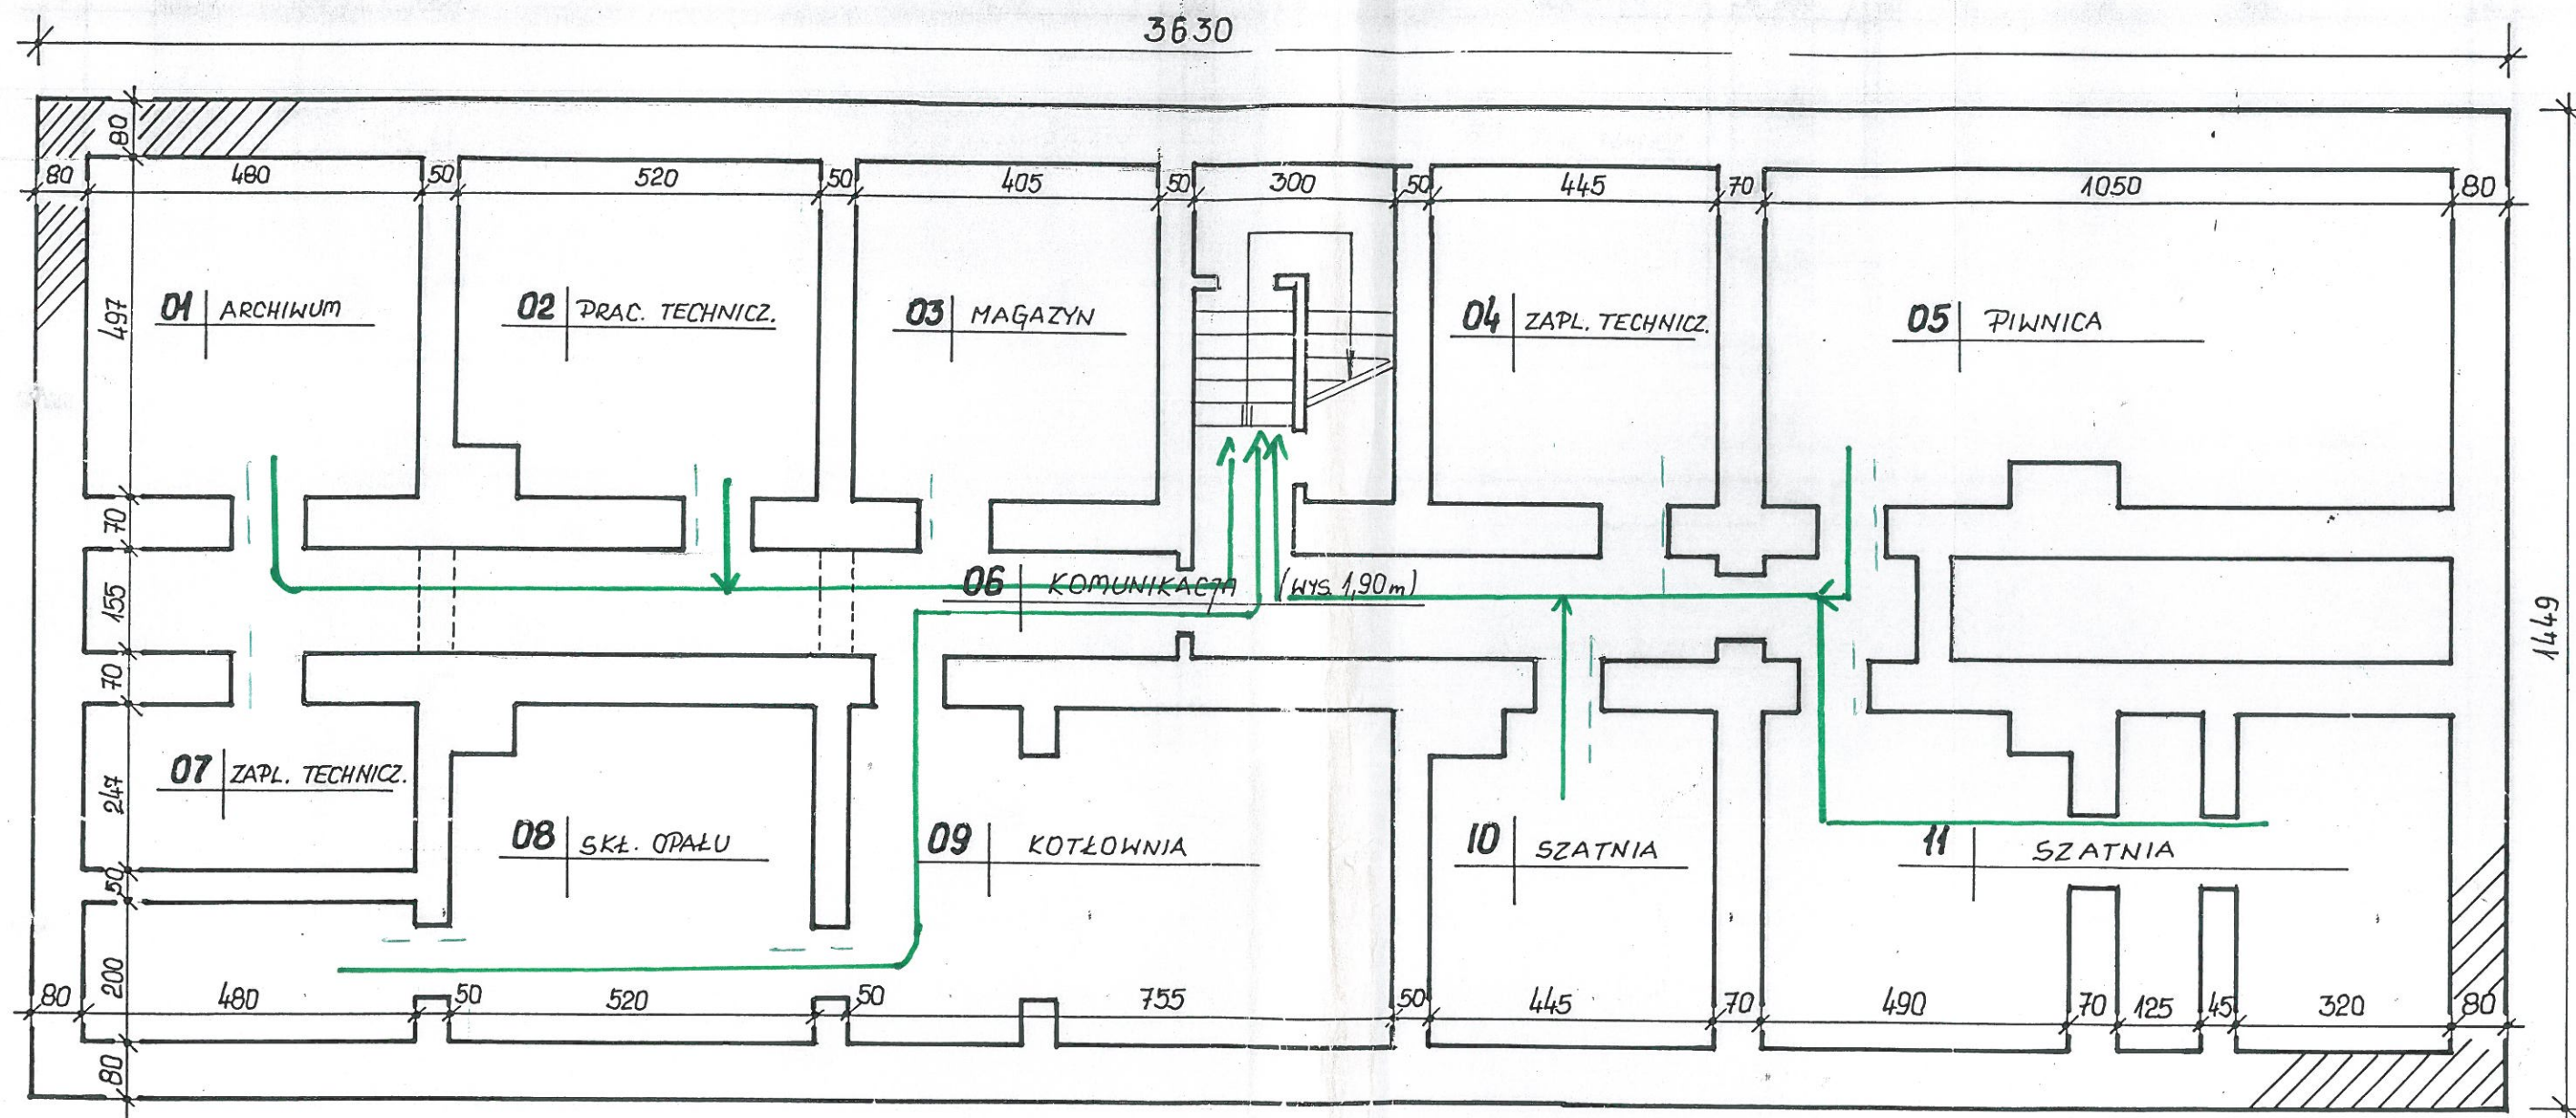 3630
80
80 480 50 520 50 405 50 300 50 445 70 1050 80
01 ARCHIWUM
02 PRAC. TECHNICZ.
03 MAGAZYN
04 ZAPL. TECHNICZ.
05 PIWNICA
497
70
06 KOMUNIKACJA (WYS. 1,90m)
155
1449
70
07 ZAPL. TECHNICZ.
247
08 SKŁ. OPAŁU
09 KOTŁOWNIA
10 SZATNIA
11 SZATNIA
50
200
80 480 50 520 50 755 50 445 70 490 70 125 45 320 80
80